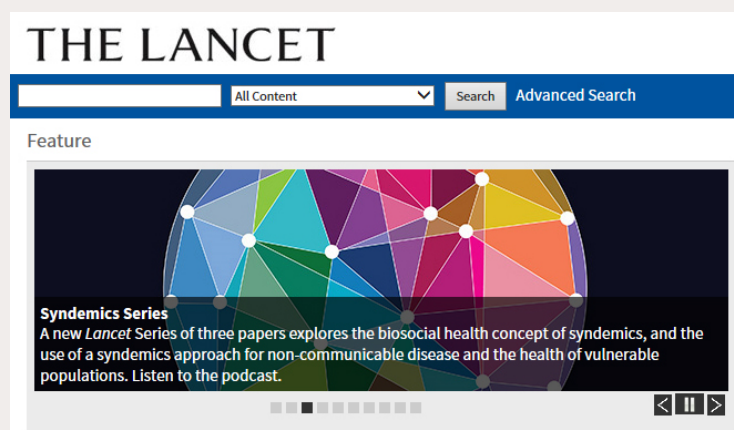 THE LANCET
All Content
Search
Advanced Search
Feature
Syndemics Series
A new Lancet Series of three papers explores the biosocial health concept of syndemics, and the
use of a syndemics approach for non-communicable disease and the health of vulnerable
populations. Listen to the podcast.